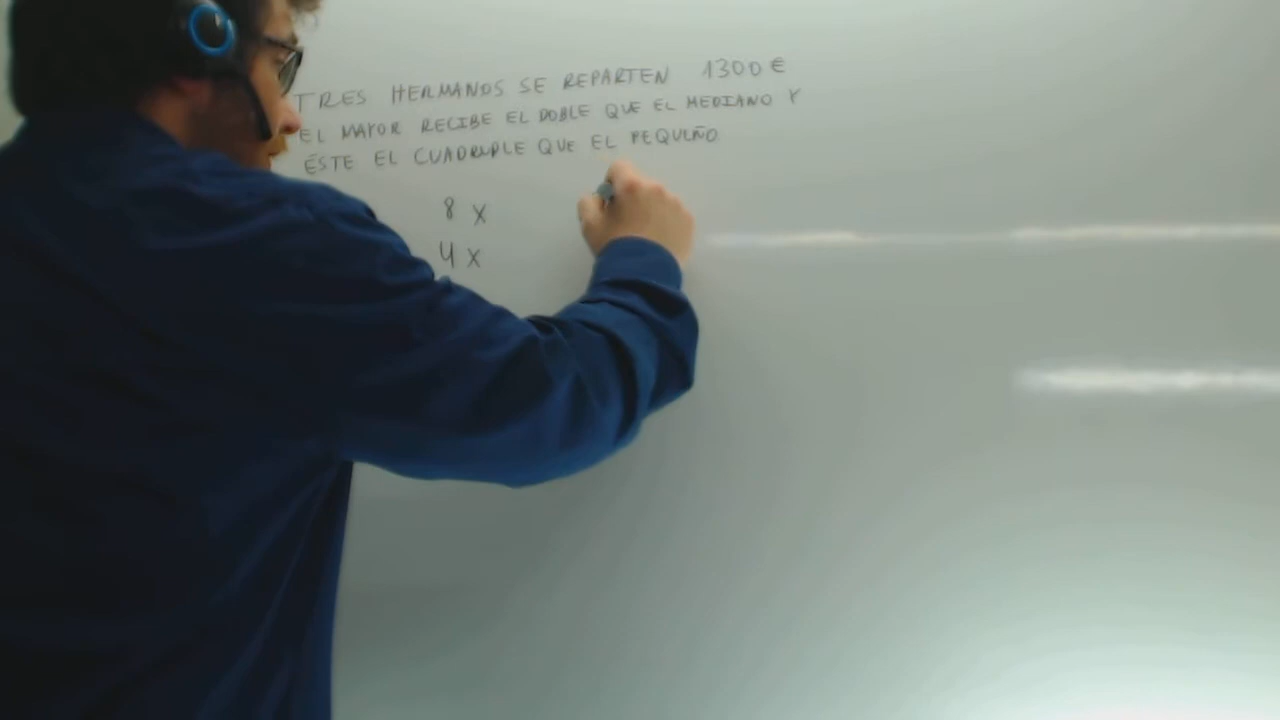 TRES HERMANOS SE REPARTEN 1300 €
EL MAYOR RECIBE EL DOBLE QUE EL MEDIANO Y
ÉSTE EL CUADRUPLE QUE EL PEQUEÑO
8 X
4 X